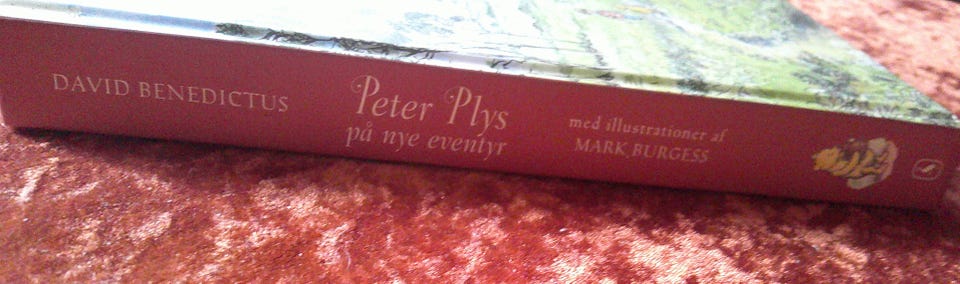 DAVID BENEDICTUS
Peter Plys
på nye eventyr
med illustrationer af
MARK BURGESS